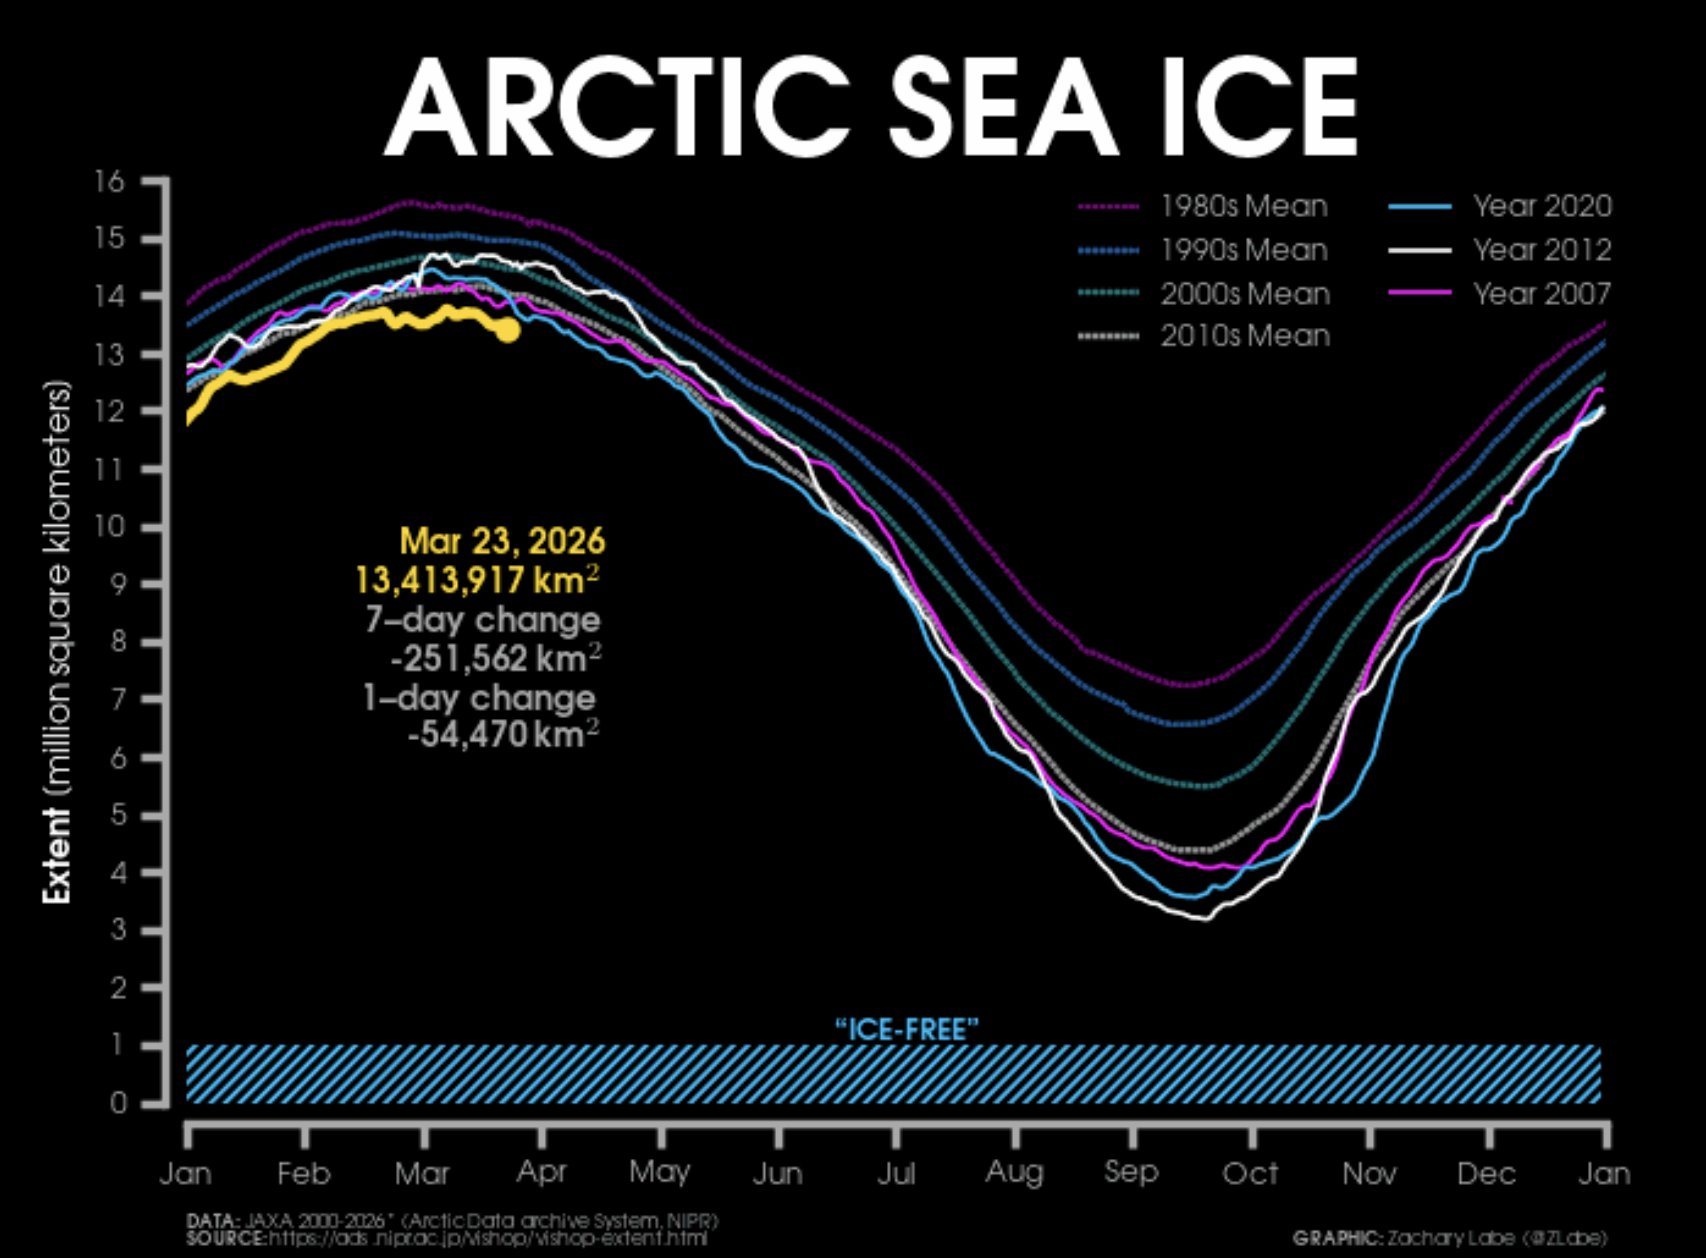 ARCTIC SEA ICE
16
15
14
13
12
11
10
9
8
7
6
5
4
3
2
1
0
Extent (million square kilometers)
1980s Mean
1990s Mean
2000s Mean
2010s Mean
Year 2020
Year 2012
Year 2007
Mar 23, 2026
13,413,917 km²
7–day change
-251,562 km²
1–day change
-54,470 km²
“ICE-FREE”
Jan Feb Mar Apr May Jun Jul Aug Sep Oct Nov Dec Jan
DATA: JAXA 2000-2026* (Arctic Data archive System, NIPR)
SOURCE:https://ads.nipr.ac.jp/vishop/vishop-extent.html
GRAPHIC: Zachary Labe (@ZLabe)